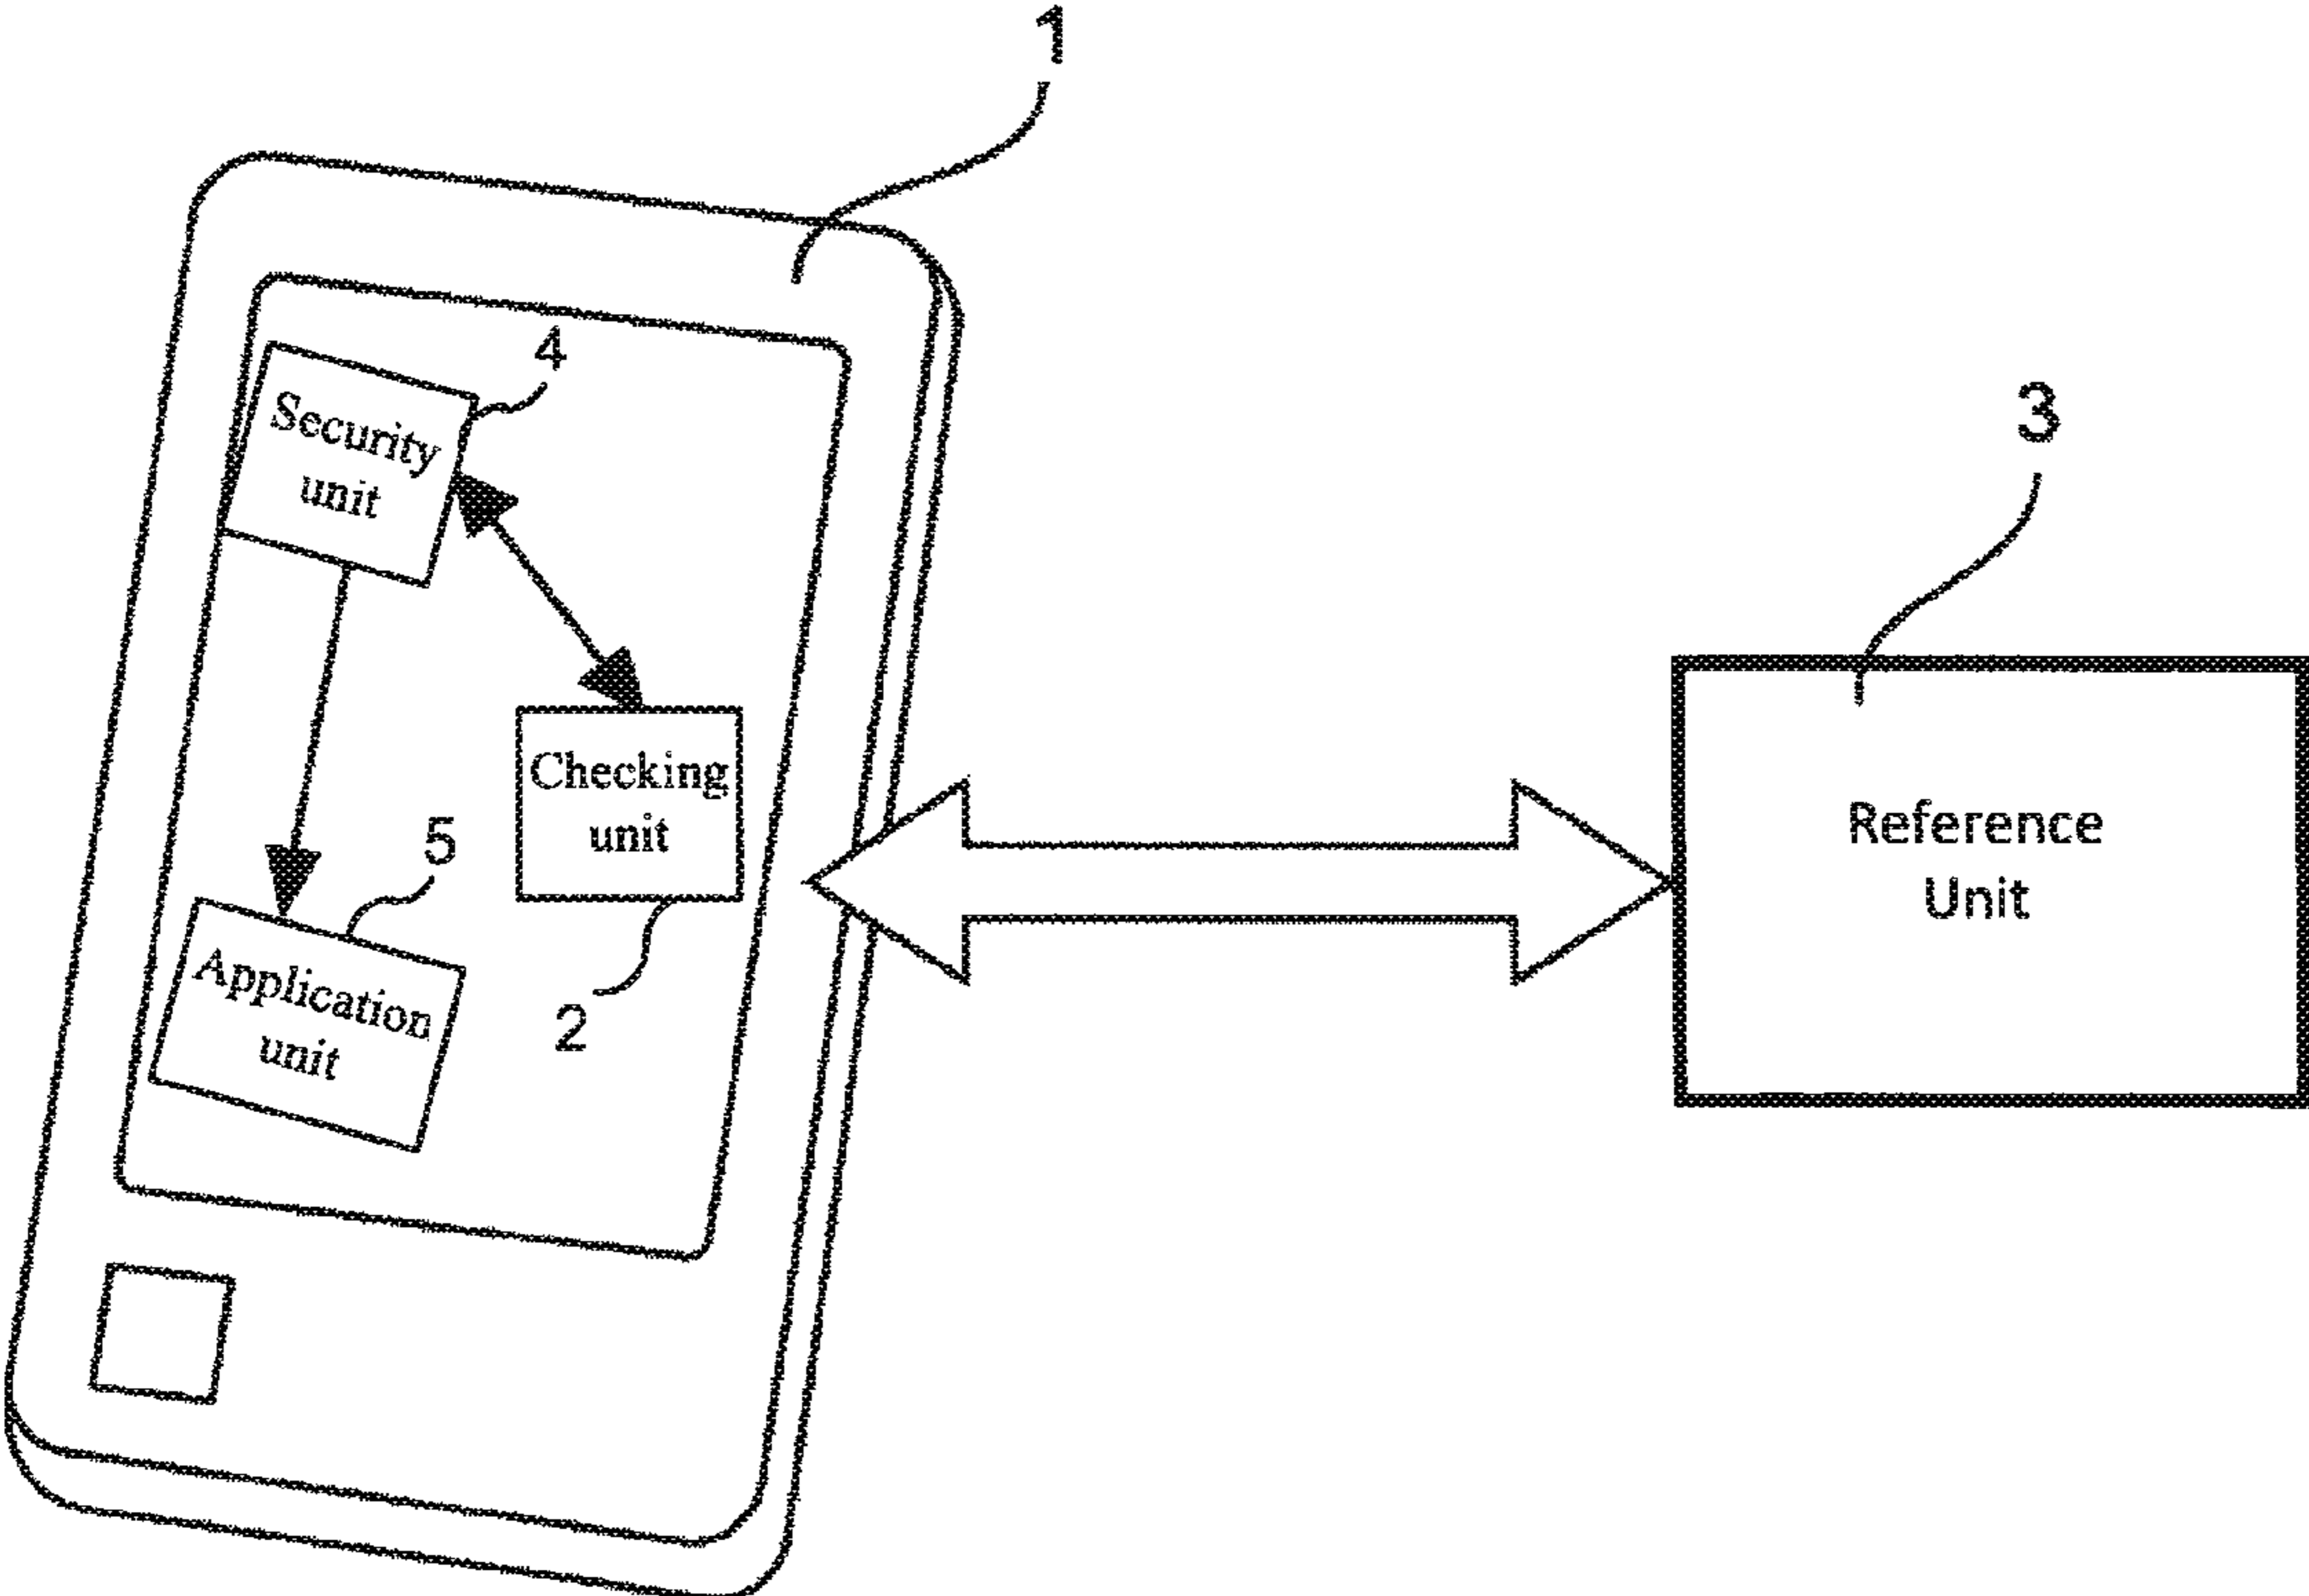 1
4
Security
unit
3
Checking
unit
5
Reference
Unit
Application
unit
2